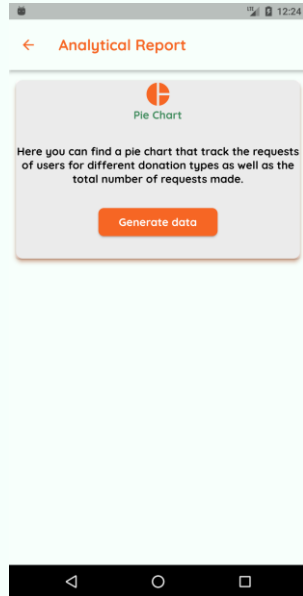 12:24
Analytical Report
Pie Chart
Here you can find a pie chart that track the requests
of users for different donation types as well as the
total number of requests made.
Generate data